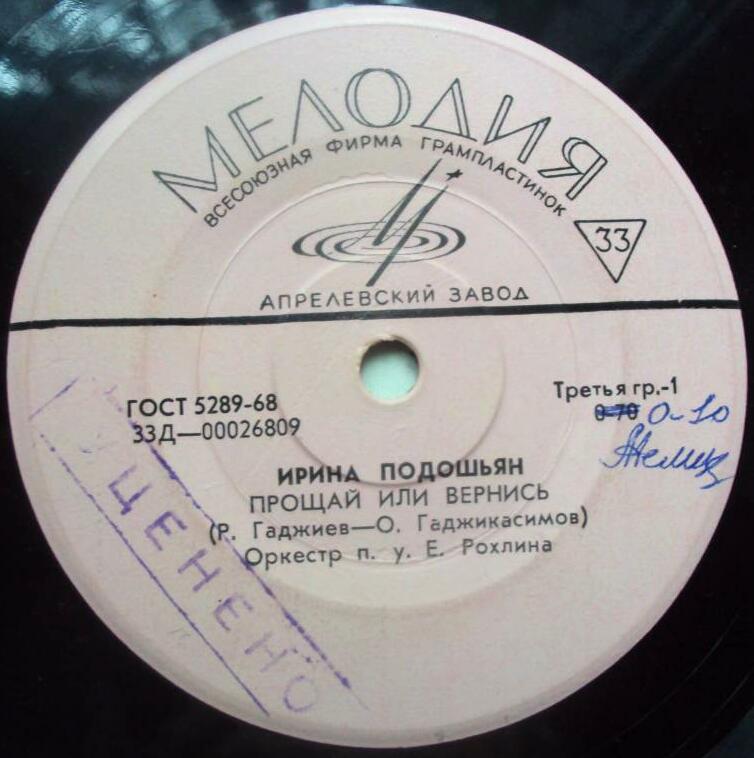 МЕЛОДИЯ
ВСЕСОЮЗНАЯ ФИРМА ГРАМПЛАСТИНОК
33
АПРЕЛЕВСКИЙ ЗАВОД
ГОСТ 5289-68
33Д—00026809
Третья гр.-1
0-70 0-10
ИРИНА ПОДОШЬЯН
ПРОЩАЙ ИЛИ ВЕРНИСЬ
(Р. Гаджиев—О. Гаджикасимов)
Оркестр п. у. Е. Рохлина
УЦЕНЕНО